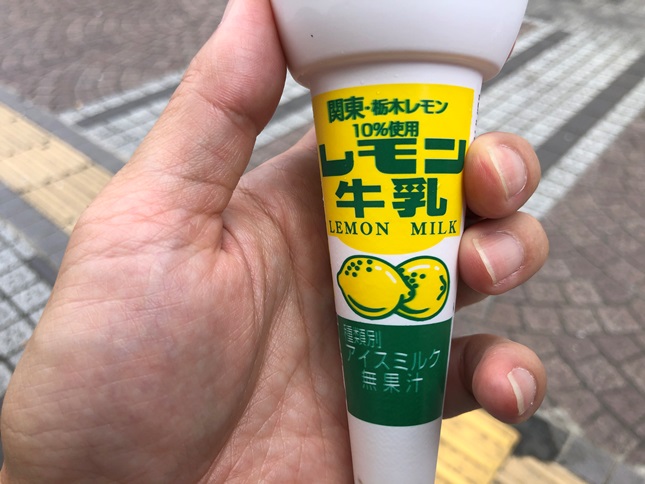 関東・栃木レモン
10%使用
レモン
牛乳
LEMON MILK
種類別
アイスミルク
無果汁